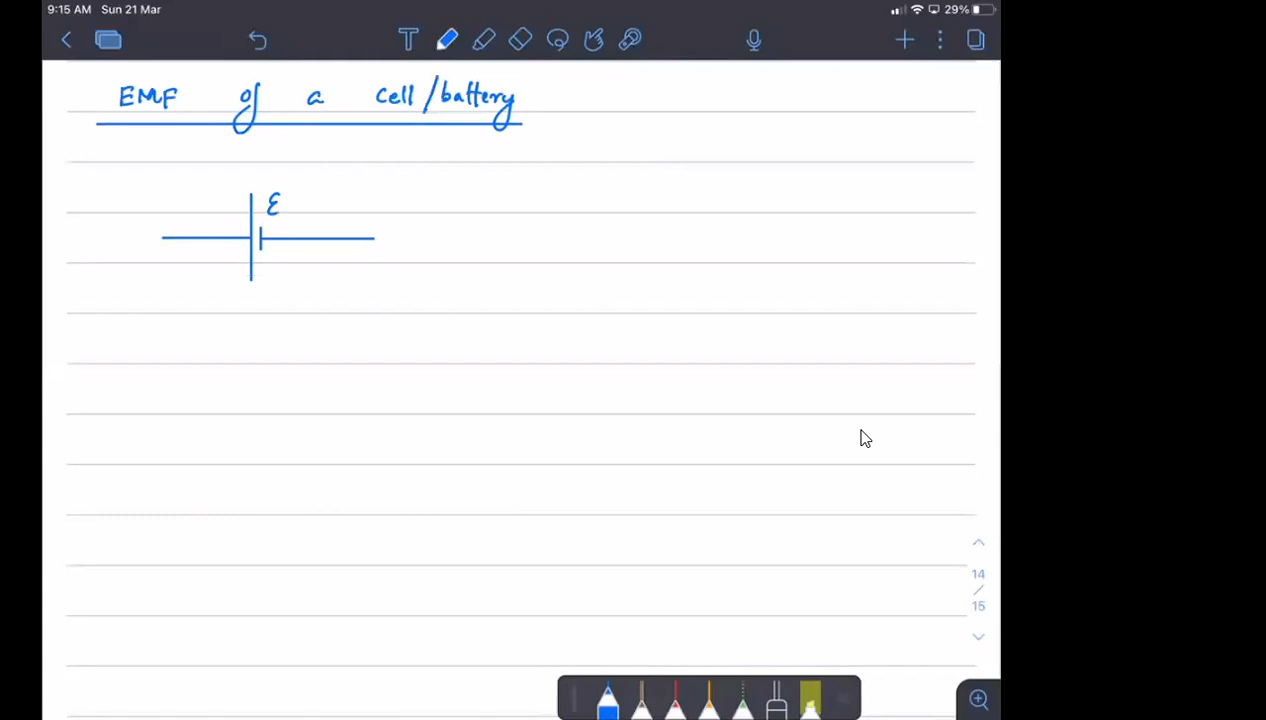 9:15 AM Sun 21 Mar 29%
T
EMF of a cell/battery
ε
14
/
15